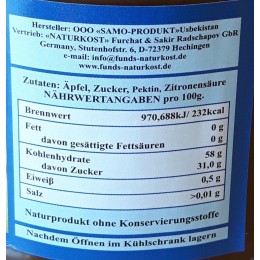 Hersteller: OOO «SAMO-PRODUKT»Usbekistan
Vertrieb: «NATURKOST» Furchat & Sakir Radschapov GbR
Germany, Stutenhofstr. 6, D-72379 Hechingen
e-mail: info@funds-naturkost.de
www.funds-naturkost.de
Zutaten: Äpfel, Zucker, Pektin, Zitronensäure
NÄHRWERTANGABEN pro 100g.
Brennwert 970,688kJ/ 232kcal
Fett 0 g
davon gesättigte Fettsäuren 0 g
Kohlenhydrate 58 g
davon Zucker 31,0 g
Eiweiß 0,5 g
Salz >0,01 g
Naturprodukt ohne Konservierungsstoffe
Nachdem Öffnen im Kühlschrank lagern